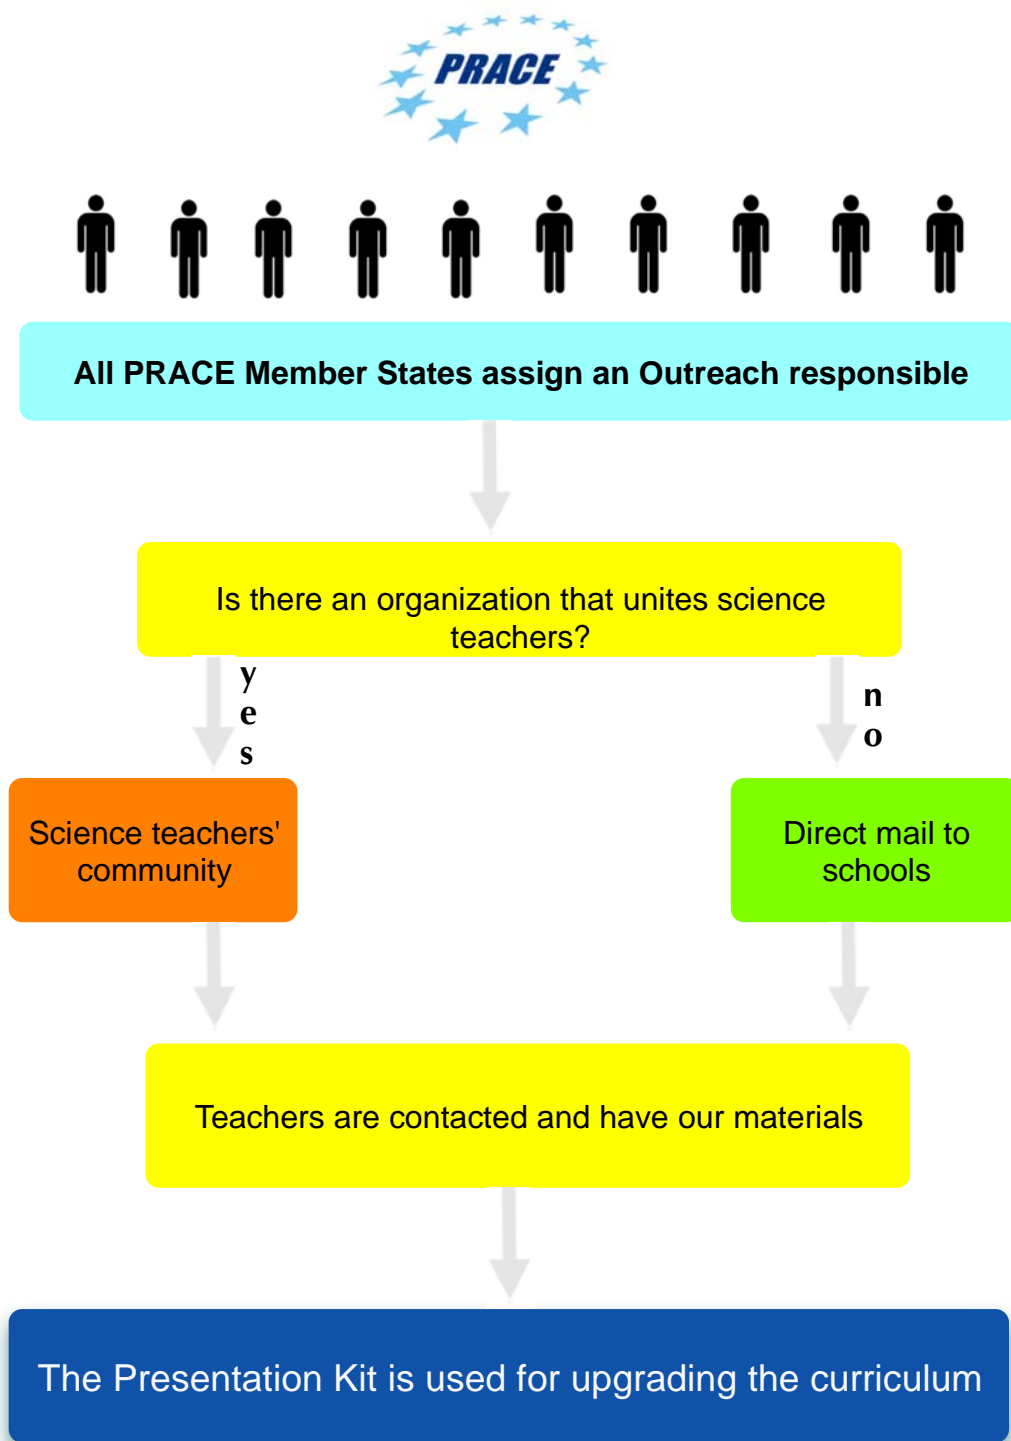 PRACE
All PRACE Member States assign an Outreach responsible
Is there an organization that unites science
teachers?
yes
no
Science teachers'
community
Direct mail to
schools
Teachers are contacted and have our materials
The Presentation Kit is used for upgrading the curriculum